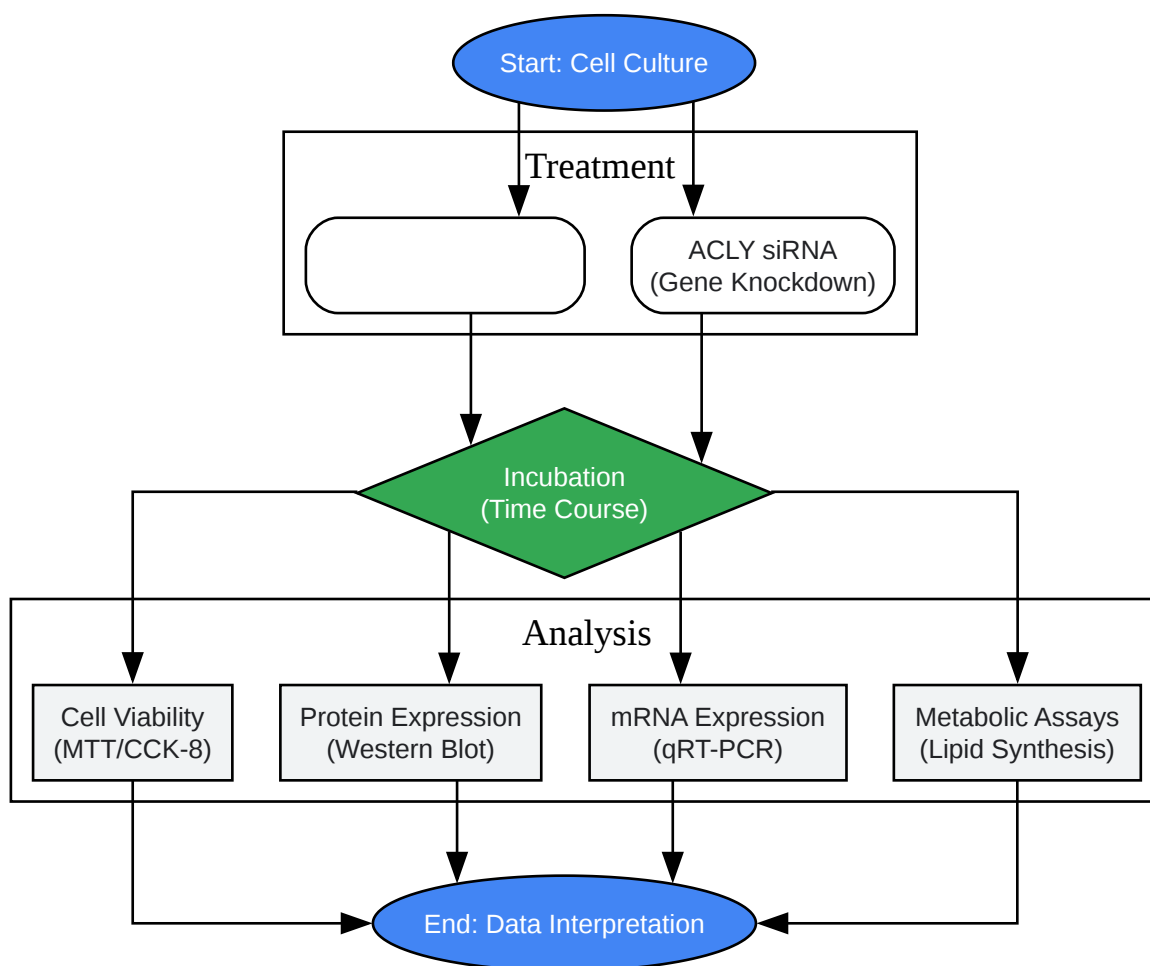 Start: Cell Culture
Treatment
ACLY siRNA
(Gene Knockdown)
Incubation
(Time Course)
Analysis
Cell Viability
(MTT/CCK-8)
Protein Expression
(Western Blot)
mRNA Expression
(qRT-PCR)
Metabolic Assays
(Lipid Synthesis)
End: Data Interpretation